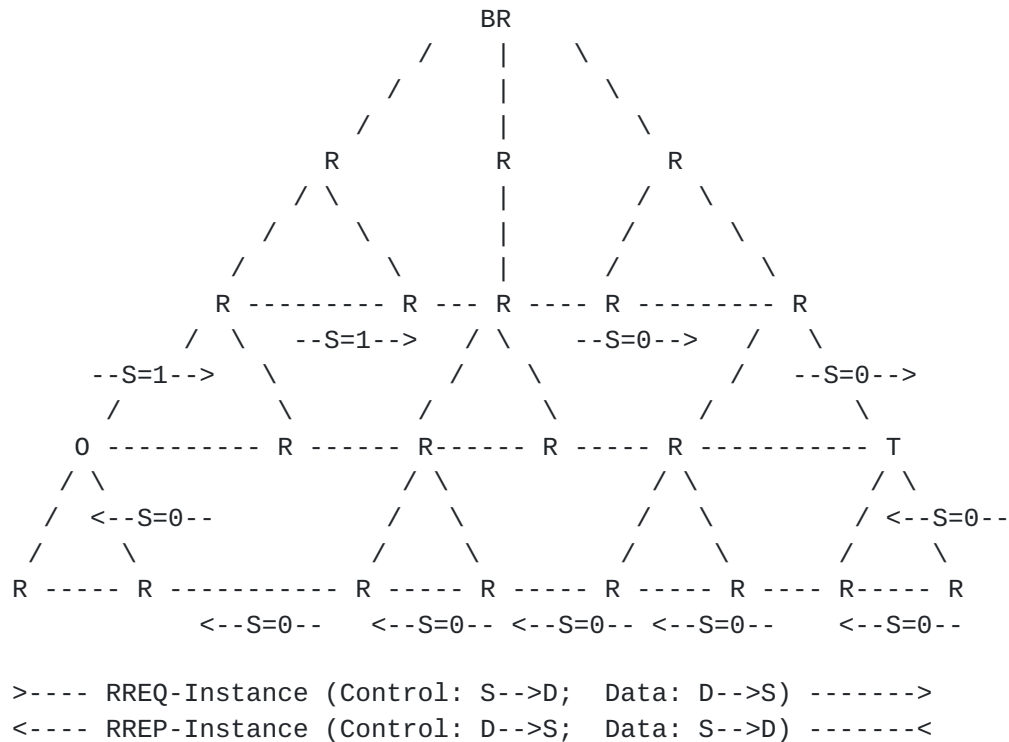 BR
/ | \
/ | \
/ | \
R R R
/ \ | / \
/ \ | / \
/ \ | / \
R --------- R --- R ---- R --------- R
/ \ --S=1--> / \ --S=0--> / \
--S=1--> \ / \ / --S=0-->
/ \ / \ / \
O ---------- R ------ R------ R ----- R ----------- T
/ \ / \ / \ / \
/ <--S=0-- / \ / \ / <--S=0--
/ \ / \ / \ / \
R ----- R ----------- R ----- R ----- R ----- R ---- R----- R
<--S=0-- <--S=0-- <--S=0-- <--S=0-- <--S=0--
>---- RREQ-Instance (Control: S-->D; Data: D-->S) ------->
<---- RREP-Instance (Control: D-->S; Data: S-->D) -------<